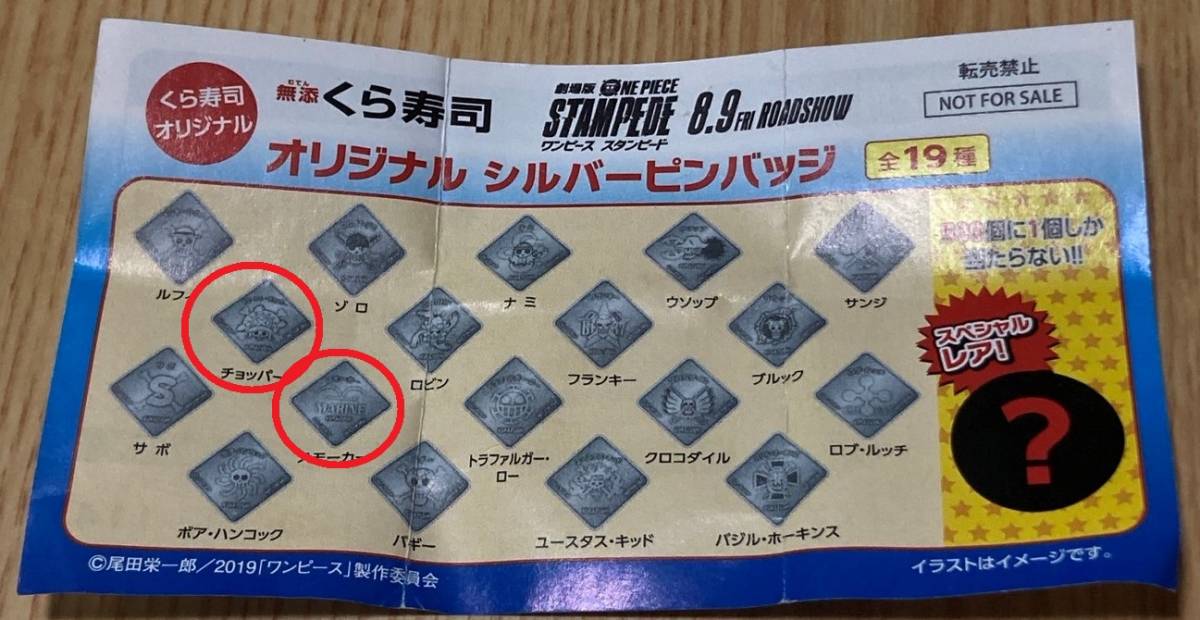 くら寿司
オリジナル
むてん
無添くら寿司
劇場版 ONE PIECE
STAMPEDE
ワンピース スタンピード
8.9 FRI ROADSHOW
転売禁止
NOT FOR SALE
オリジナル シルバーピンバッジ
全19種
ルフィ
ゾロ
ナミ
ウソップ
サンジ
チョッパー
ロビン
フランキー
ブルック
サボ
S
MARINE
スモーカー
トラファルガー・
ロー
クロコダイル
ロブ・ルッチ
ボア・ハンコック
バギー
ユースタス・キッド
バジル・ホーキンス
個に1個しか
当たらない!!
スペシャル
レア!
?
©尾田栄一郎/2019「ワンピース」製作委員会
イラストはイメージです。